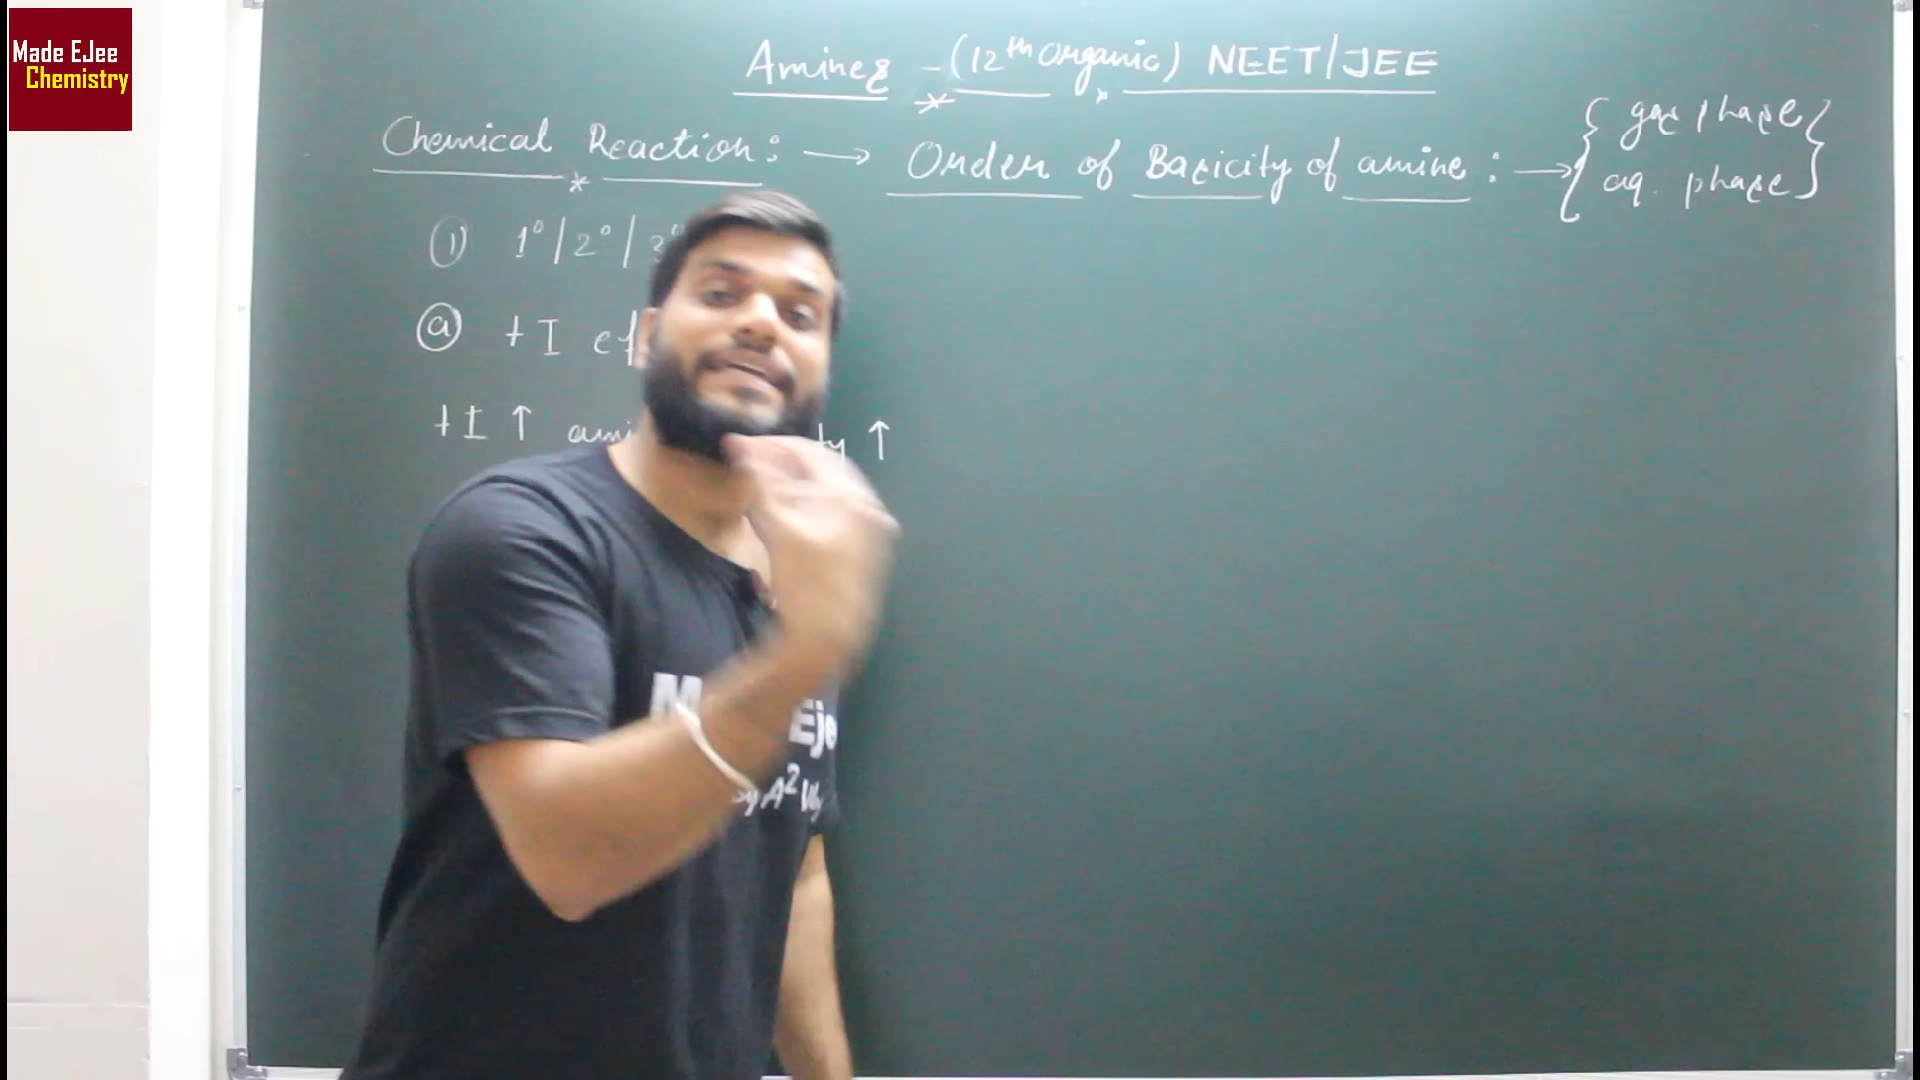 Made EJee
Chemistry
Amines - (12th organic) NEET/JEE
Chemical Reaction: → Order of Basicity of amine: → { gas phase }
{ aq. phase }
① 1° / 2° / 3°
ⓐ + I
+I ↑ ↑
Eje